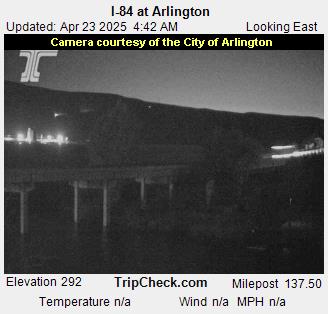 I-84 at Arlington
Updated: Apr 23 2025 4:42 AM Looking East
Camera courtesy of the City of Arlington
Elevation 292 TripCheck.com Milepost 137.50
Temperature n/a Wind n/a MPH n/a